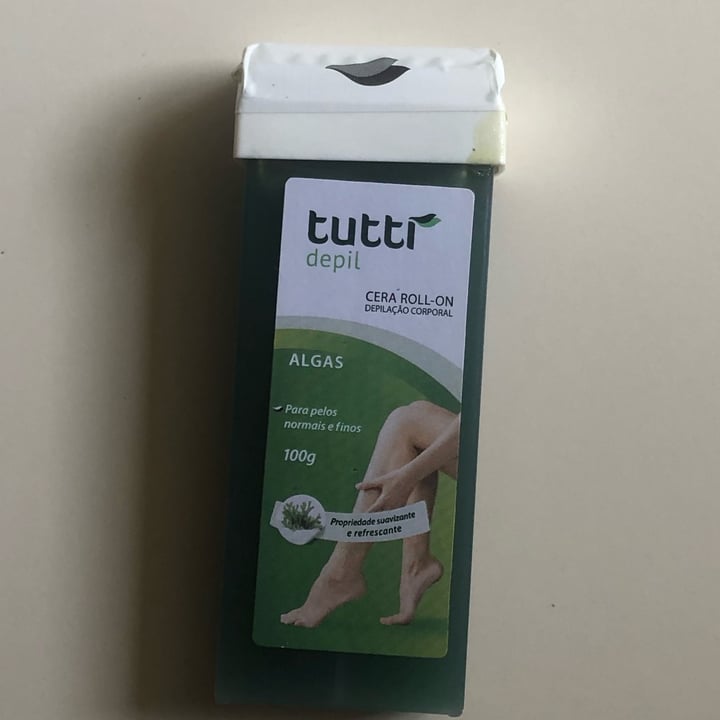 tutti
depil
CERA ROLL-ON
DEPILAÇÃO CORPORAL
ALGAS
Para pelos
normais e finos
100g
Propriedade suavizante
e refrescante